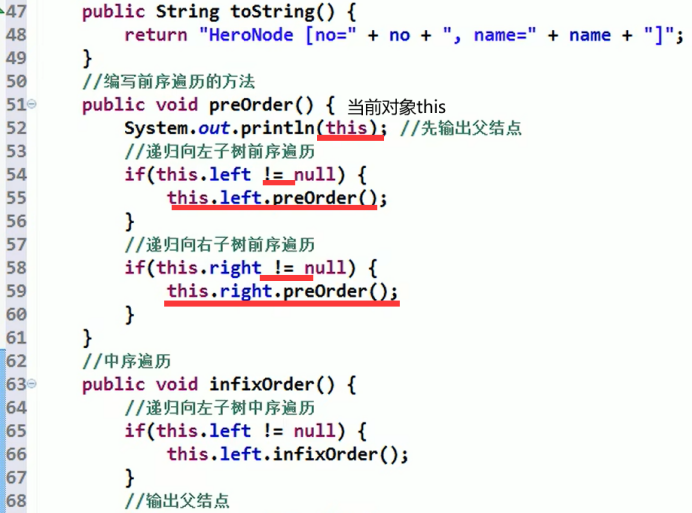 47 public String toString() {
48 return "HeroNode [no=" + no + ", name=" + name + "]";
49 }
50 //编写前序遍历的方法
51 public void preOrder() { 当前对象this
52 System.out.println(this); //先输出父结点
53 //递归向左子树前序遍历
54 if(this.left != null) {
55 this.left.preOrder();
56 }
57 //递归向右子树前序遍历
58 if(this.right != null) {
59 this.right.preOrder();
60 }
61 }
62 //中序遍历
63 public void infixOrder() {
64 //递归向左子树中序遍历
65 if(this.left != null) {
66 this.left.infixOrder();
67 }
68 //输出父结点